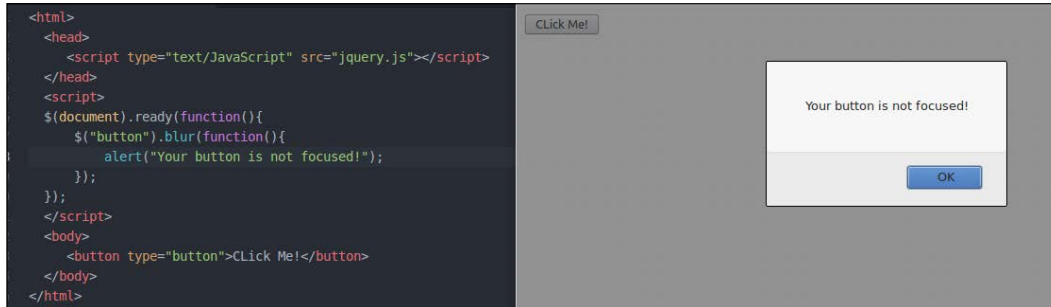 <html>
<head>
<script type="text/JavaScript" src="jquery.js"></script>
</head>
<script>
$(document).ready(function(){
$("button").blur(function(){
alert("Your button is not focused!");
});
});
</script>
<body>
<button type="button">CLick Me!</button>
</body>
</html>
CLick Me!
Your button is not focused!
OK